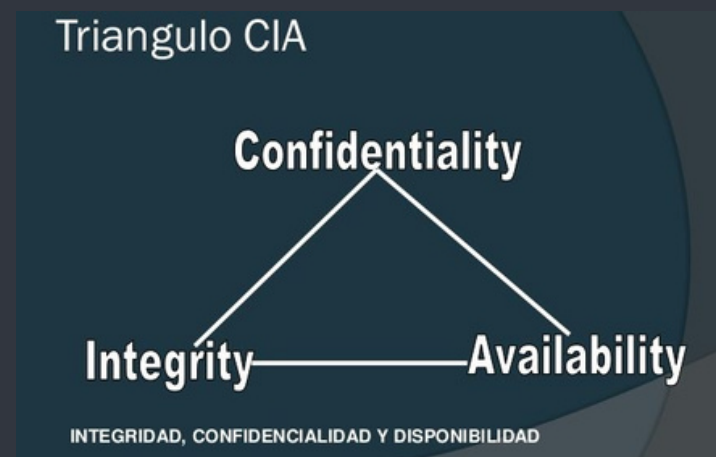 Triangulo CIA
Confidentiality
Integrity
Availability
INTEGRIDAD, CONFIDENCIALIDAD Y DISPONIBILIDAD